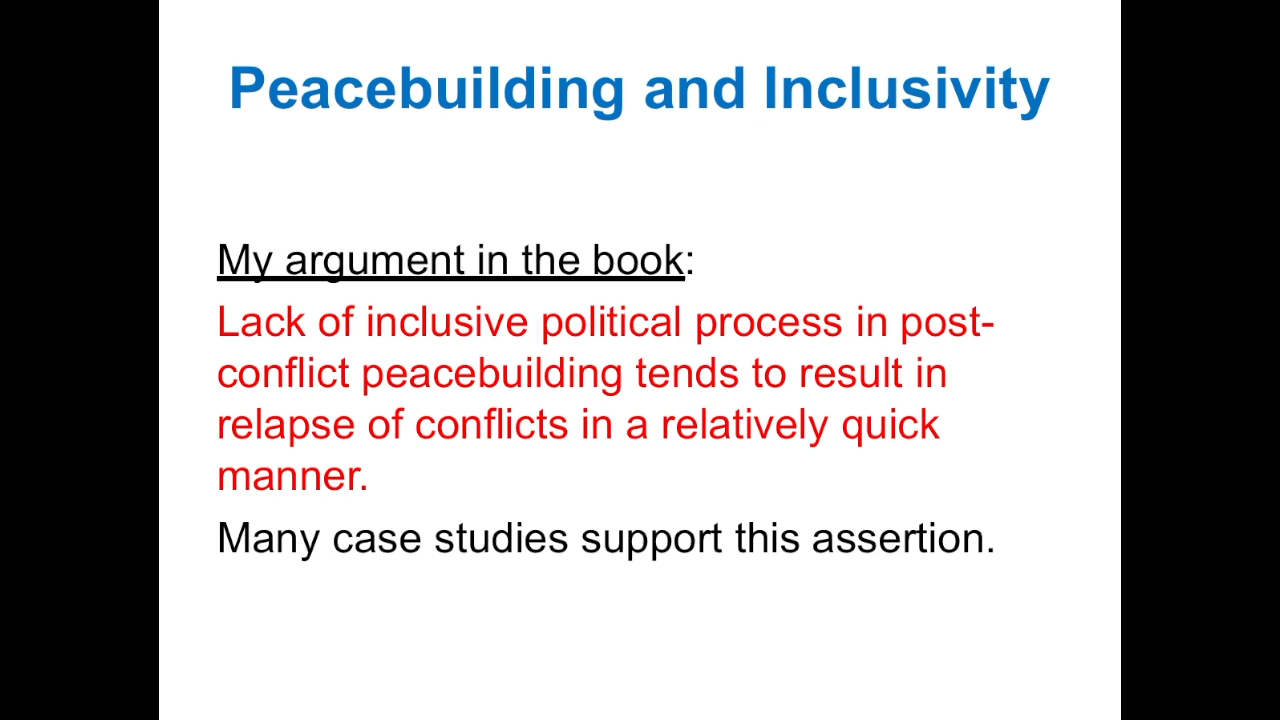 Peacebuilding and Inclusivity
My argument in the book:
Lack of inclusive political process in post-
conflict peacebuilding tends to result in
relapse of conflicts in a relatively quick
manner.
Many case studies support this assertion.